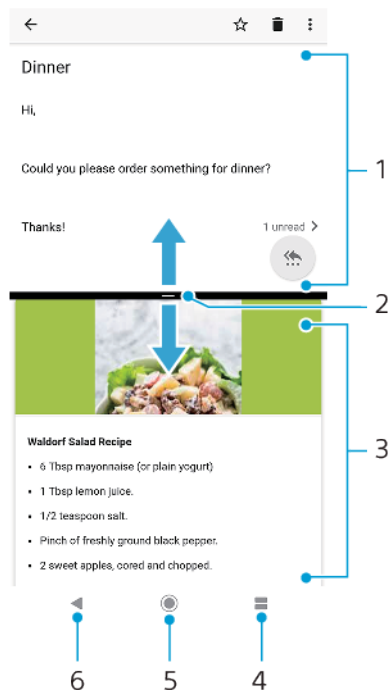 Dinner
Hi,
1
Could you please order something for dinner?
Thanks!
1 unread
2
Waldorf Salad Recipe
3
• 6 Tbsp mayonnaise (or plain yogurt)
• 1 Tbsp lemon juice.
• 1/2 teaspoon salt.
• Pinch of freshly ground black pepper.
• 2 sweet apples, cored and chopped.
6 5 4